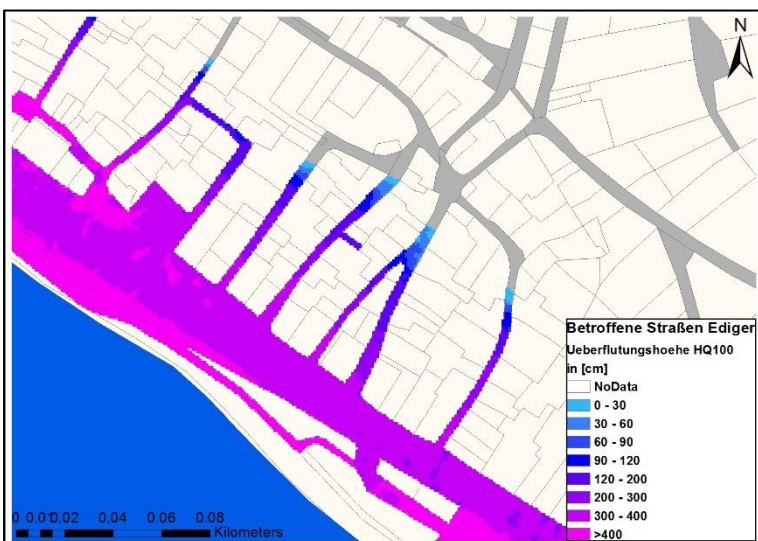 N
Betroffene Straßen Ediger
Ueberflutungshoehe HQ100
in [cm]
NoData
0 - 30
30 - 60
60 - 90
90 - 120
120 - 200
200 - 300
300 - 400
>400
0 0.01 0.02 0.04 0.06 0.08
Kilometers